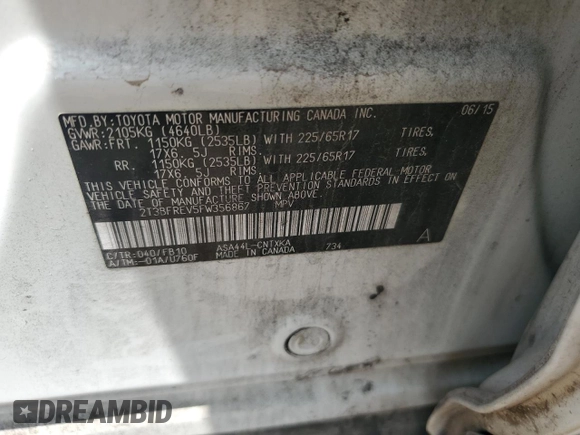 MFD.BY:TOYOTA MOTOR MANUFACTURING CANADA INC. 06/15
GVWR:2105KG (4640LB)
GAWR:FRT. 1150KG (2535LB) WITH 225/65R17 TIRES,
17X6.5J RIMS,
RR. 1150KG (2535LB) WITH 225/65R17 TIRES,
17X6.5J RIMS,
THIS VEHICLE CONFORMS TO ALL APPLICABLE FEDERAL MOTOR
VEHICLE SAFETY AND THEFT PREVENTION STANDARDS IN EFFECT ON
THE DATE OF MANUFACTURE SHOWN ABOVE.
2T3BFREV5FW356867 MPV
C/TR:040/FB10 ASA44L-CNTXKA 734 A
A/TM:-01A/U760F MADE IN CANADA
DREAMBID